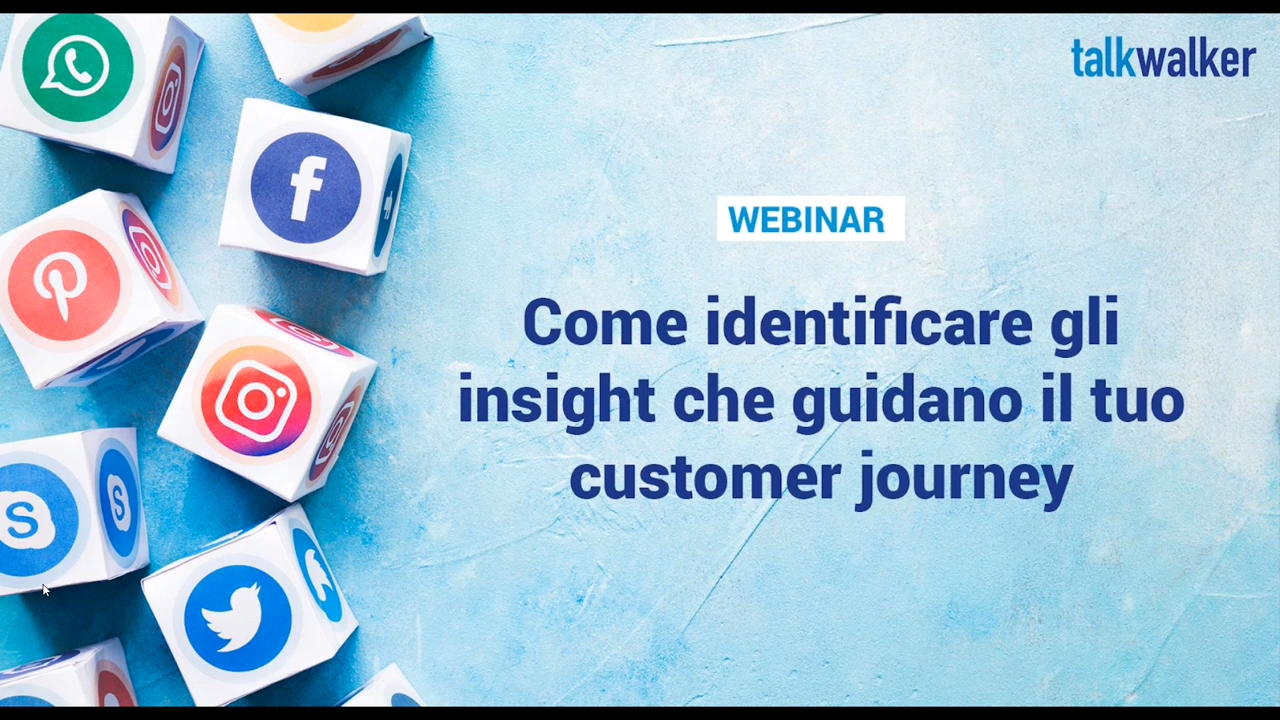 talkwalker
WEBINAR
Come identificare gli
insight che guidano il tuo
customer journey